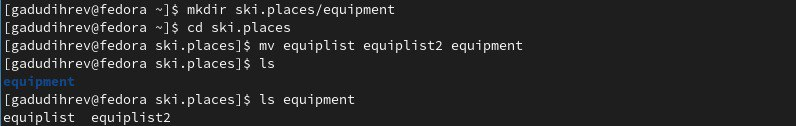 [gadudihrev@fedora ~]$ mkdir ski.places/equipment
[gadudihrev@fedora ~]$ cd ski.places
[gadudihrev@fedora ski.places]$ mv equiplist equiplist2 equipment
[gadudihrev@fedora ski.places]$ ls
equipment
[gadudihrev@fedora ski.places]$ ls equipment
equiplist  equiplist2